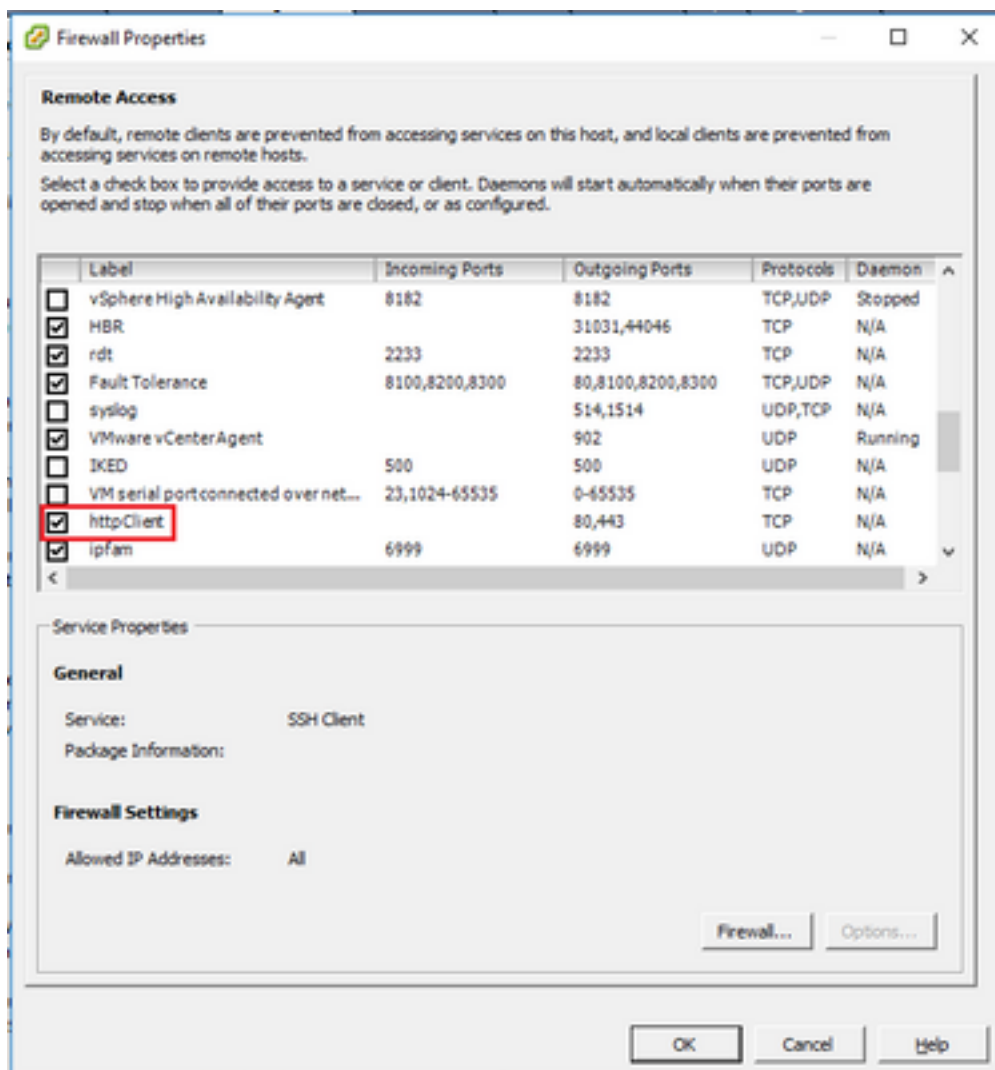 Firewall Properties
Remote Access
By default, remote clients are prevented from accessing services on this host, and local clients are prevented from
accessing services on remote hosts.
Select a check box to provide access to a service or client. Daemons will start automatically when their ports are
opened and stop when all of their ports are closed, or as configured.
Label Incoming Ports Outgoing Ports Protocols Daemon
vSphere High Availability Agent 8182 8182 TCP,UDP Stopped
HBR 31031,44046 TCP N/A
rdt 2233 2233 TCP N/A
Fault Tolerance 8100,8200,8300 80,8100,8200,8300 TCP,UDP N/A
syslog 514,1514 UDP,TCP N/A
VMware vCenter Agent 902 UDP Running
IKED 500 500 UDP N/A
VM serial port connected over net... 23,1024-65535 0-65535 TCP N/A
httpClient 80,443 TCP N/A
ipfam 6999 6999 UDP N/A
Service Properties
General
Service: SSH Client
Package Information:
Firewall Settings
Allowed IP Addresses: All
Firewall... Options...
OK Cancel Help